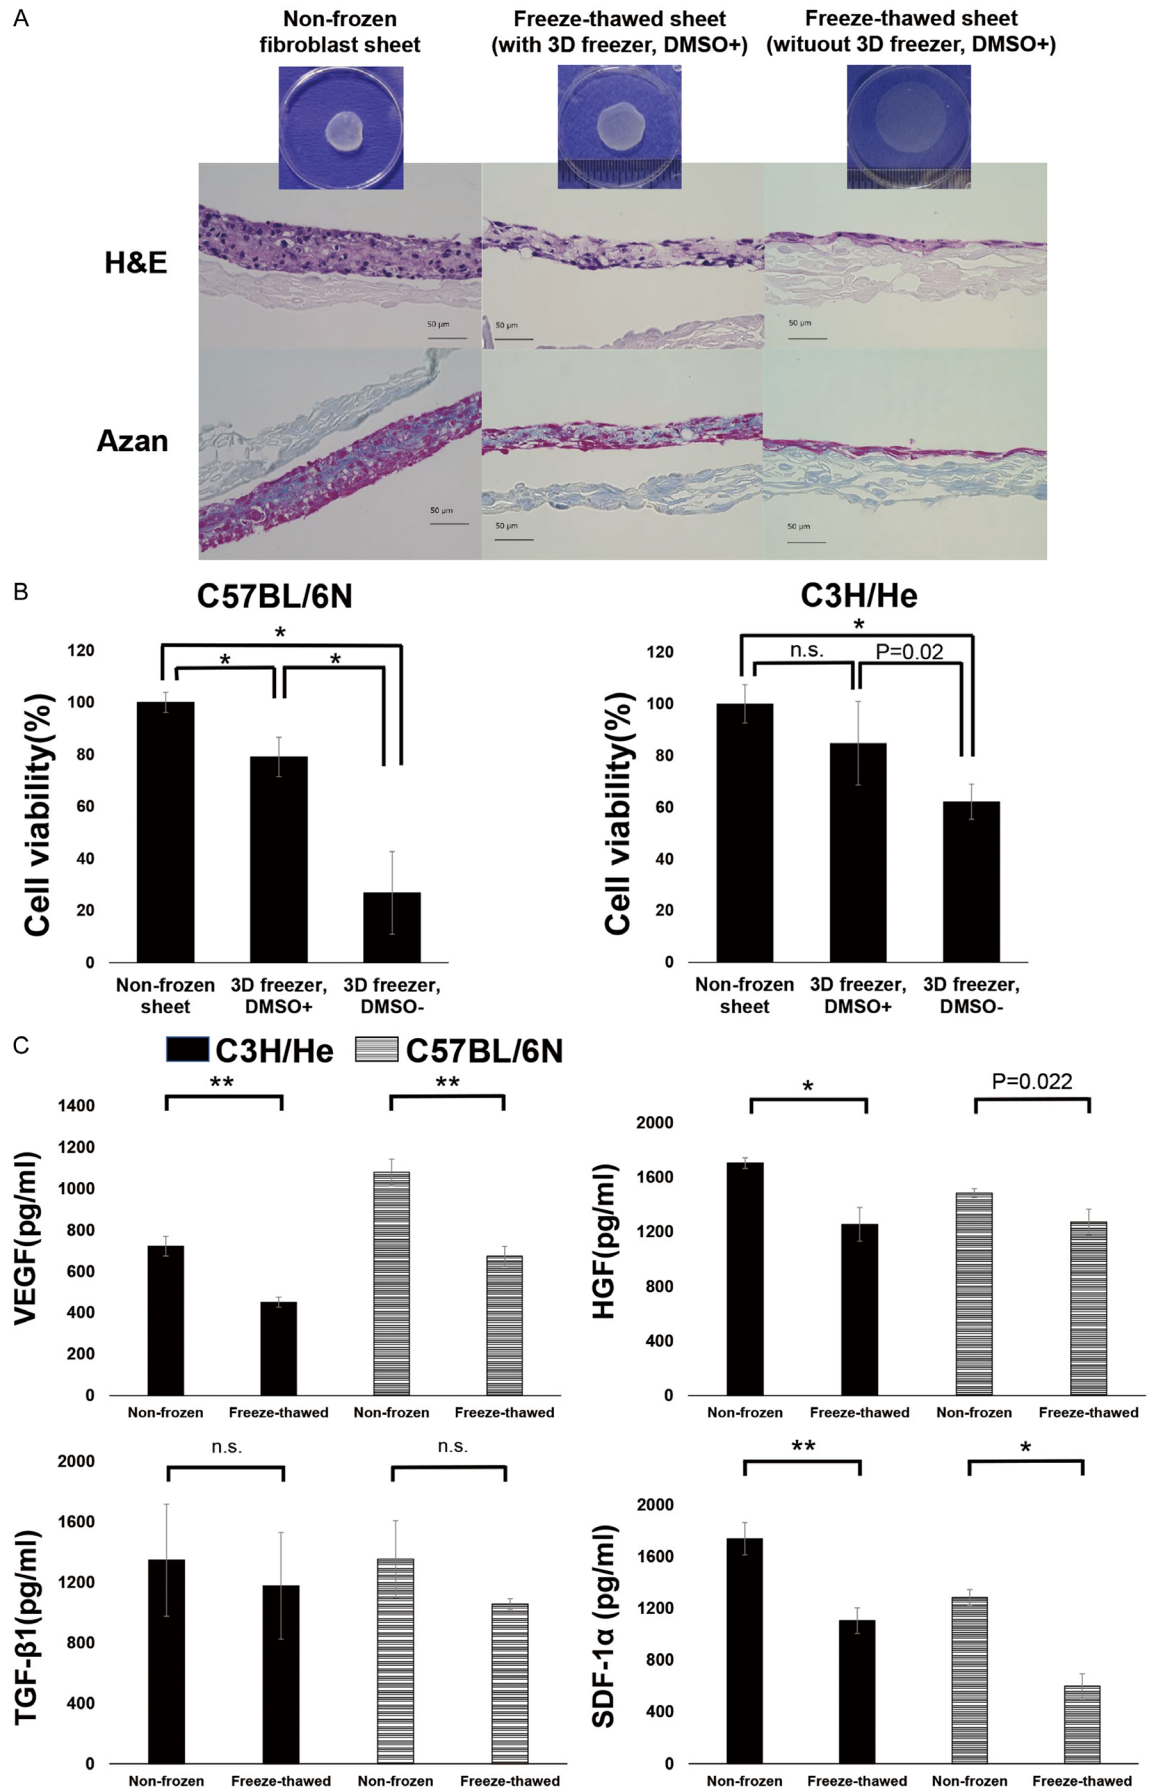 A
Non-frozen
fibroblast sheet
Freeze-thawed sheet
(with 3D freezer, DMSO+)
Freeze-thawed sheet
(wituout 3D freezer, DMSO+)
H&E
50 µm
50 µm
50 µm
Azan
50 µm
50 µm
50 µm
B
C57BL/6N
*
*
*
120
100
80
60
40
20
0
Cell viability(%)
Non-frozen
sheet
3D freezer,
DMSO+
3D freezer,
DMSO-
C3H/He
*
n.s.
P=0.02
120
100
80
60
40
20
0
Cell viability(%)
Non-frozen
sheet
3D freezer,
DMSO+
3D freezer,
DMSO-
C
C3H/He
C57BL/6N
**
**
1400
1200
1000
800
600
400
200
0
VEGF(pg/ml)
Non-frozen
Freeze-thawed
Non-frozen
Freeze-thawed
*
P=0.022
2000
1600
1200
800
400
0
HGF(pg/ml)
Non-frozen
Freeze-thawed
Non-frozen
Freeze-thawed
n.s.
n.s.
2000
1600
1200
800
400
0
TGF-β1(pg/ml)
Non-frozen
Freeze-thawed
Non-frozen
Freeze-thawed
**
*
2000
1600
1200
800
400
0
SDF-1α (pg/ml)
Non-frozen
Freeze-thawed
Non-frozen
Freeze-thawed